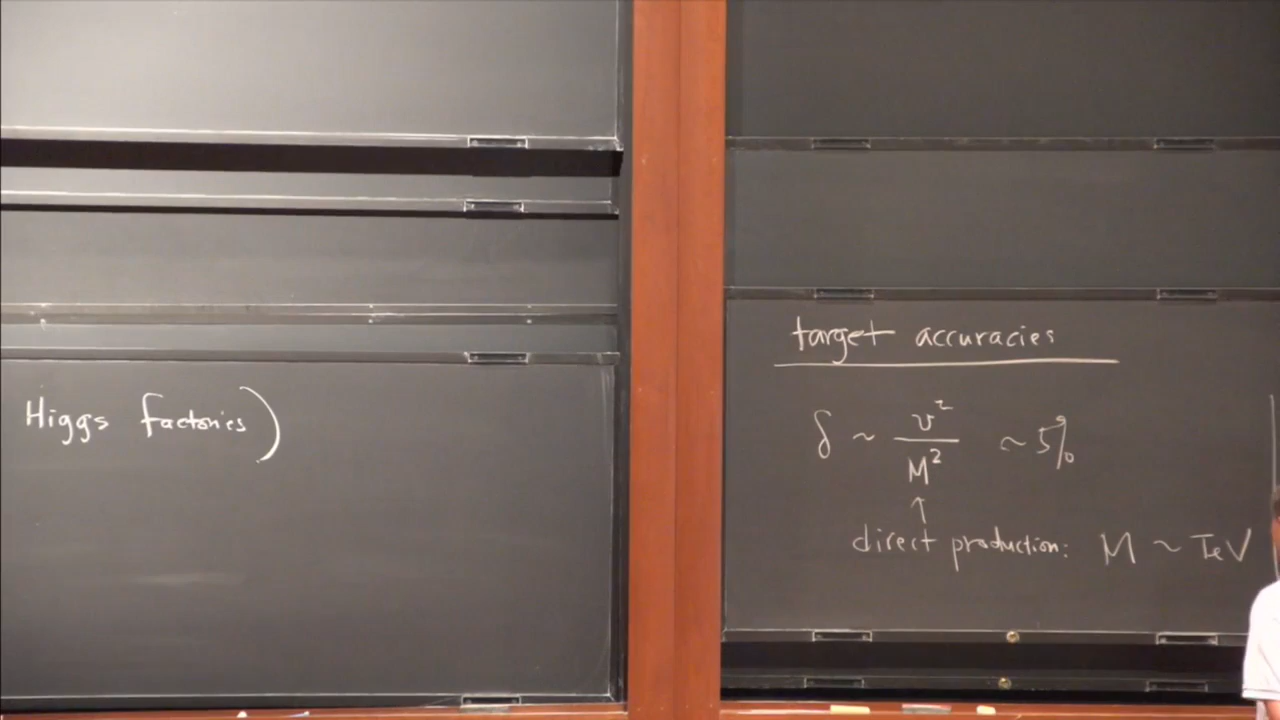 Higgs factories)
target accuracies
δ ~ v²/M² ~ 5%
↑
direct production: M ~ TeV